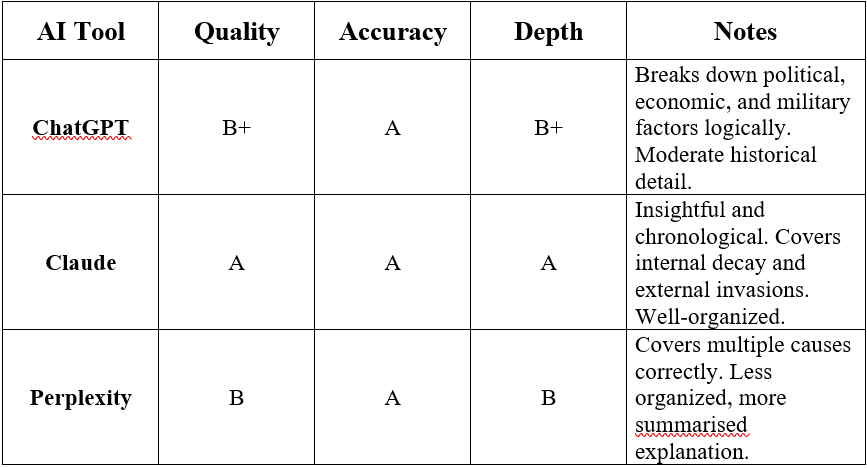 AI Tool Quality Accuracy Depth Notes
ChatGPT B+ A B+
Breaks down political,
economic, and military
factors logically.
Moderate historical
detail.
Claude A A A
Insightful and
chronological. Covers
internal decay and
external invasions.
Well-organized.
Perplexity B A B
Covers multiple causes
correctly. Less
organized, more
summarised
explanation.